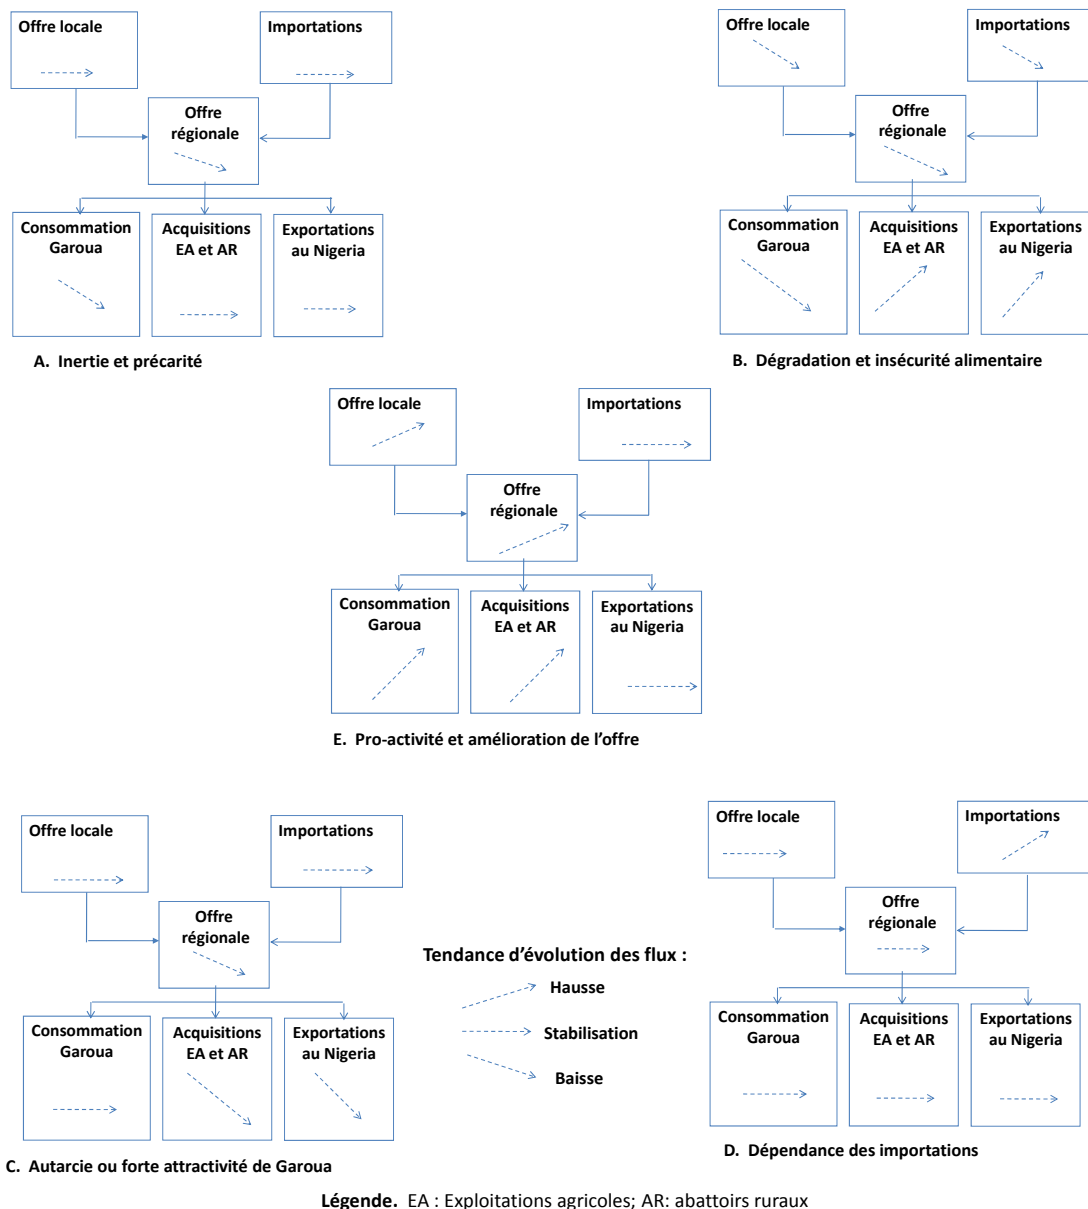 Offre locale
Importations
Offre
régionale
Consommation
Garoua
Acquisitions
EA et AR
Exportations
au Nigeria
A. Inertie et précarité
Offre locale
Importations
Offre
régionale
Consommation
Garoua
Acquisitions
EA et AR
Exportations
au Nigeria
B. Dégradation et insécurité alimentaire
Offre locale
Importations
Offre
régionale
Consommation
Garoua
Acquisitions
EA et AR
Exportations
au Nigeria
E. Pro-activité et amélioration de l’offre
Offre locale
Importations
Offre
régionale
Consommation
Garoua
Acquisitions
EA et AR
Exportations
au Nigeria
C. Autarcie ou forte attractivité de Garoua
Tendance d’évolution des flux :
Hausse
Stabilisation
Baisse
Offre locale
Importations
Offre
régionale
Consommation
Garoua
Acquisitions
EA et AR
Exportations
au Nigeria
D. Dépendance des importations
Légende. EA : Exploitations agricoles; AR: abattoirs ruraux